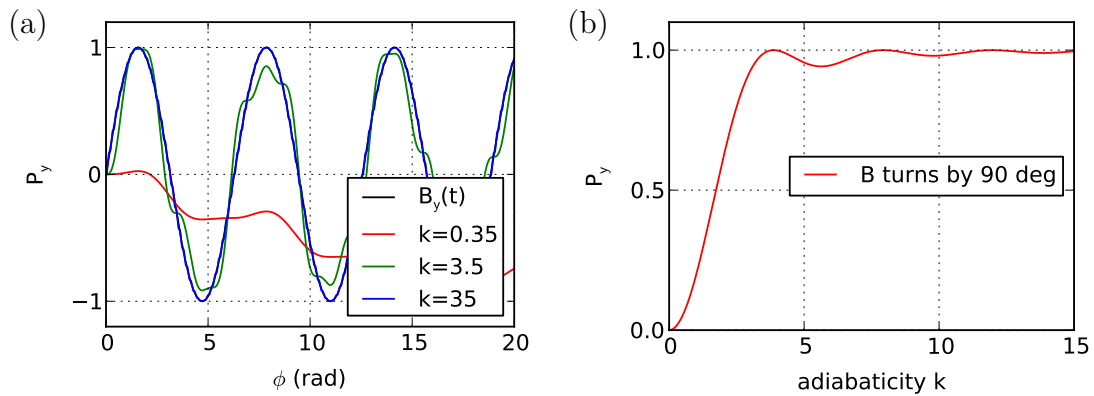 (a)
P_y
1
0
−1
0
5
10
15
20
ϕ (rad)
B_y(t)
k=0.35
k=3.5
k=35
(b)
P_y
1.0
0.5
0.0
0
5
10
15
adiabaticity k
B turns by 90 deg